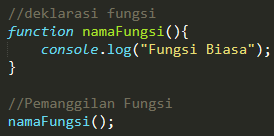 //deklarasi fungsi
function namaFungsi(){
    console.log("Fungsi Biasa");
}

//Pemanggilan Fungsi
namaFungsi();